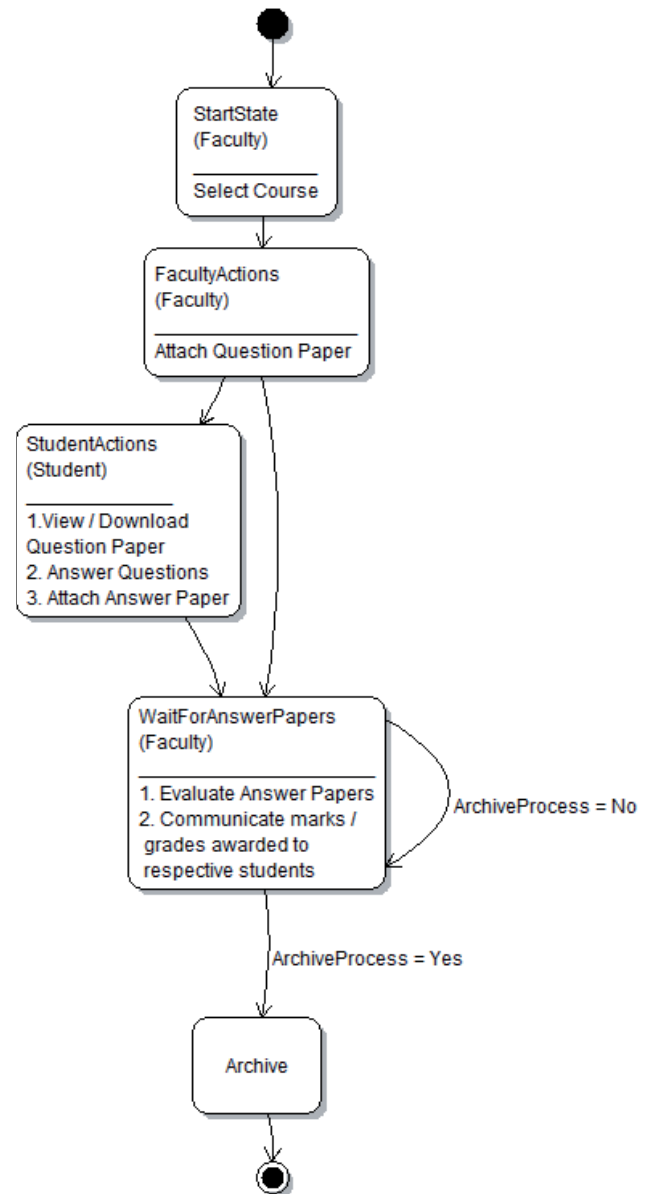 StartState
(Faculty)
Select Course
FacultyActions
(Faculty)
Attach Question Paper
StudentActions
(Student)
1.View / Download
Question Paper
2. Answer Questions
3. Attach Answer Paper
WaitForAnswerPapers
(Faculty)
1. Evaluate Answer Papers
2. Communicate marks /
grades awarded to
respective students
ArchiveProcess = No
ArchiveProcess = Yes
Archive